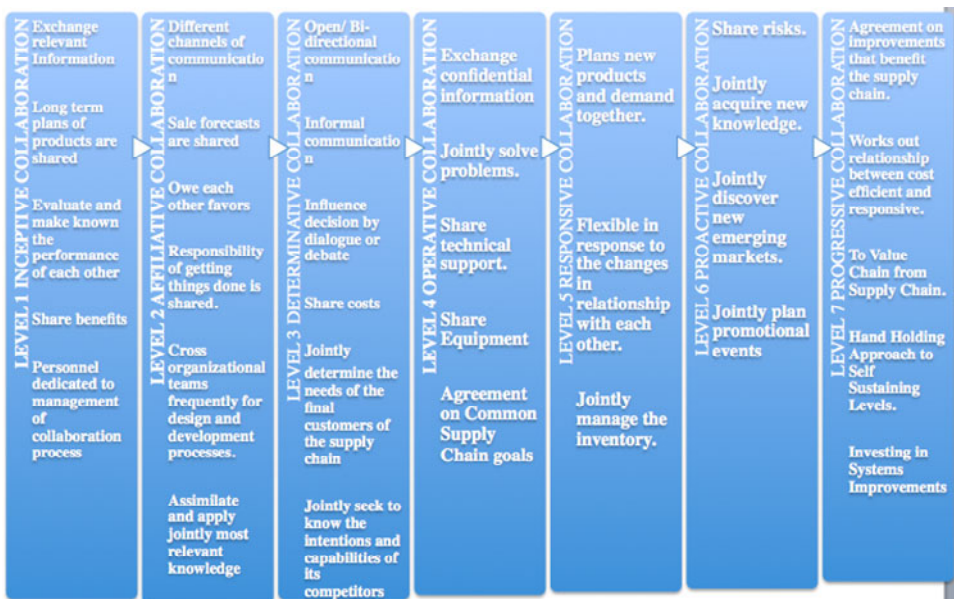 LEVEL 1 INCEPTIVE COLLABORATION
Exchange
relevant
Information
Long term
plans of
products are
shared
Evaluate and
make known
the
performance
of each other
Share benefits
Personnel
dedicated to
management
of
collaboration
process
LEVEL 2 AFFILIATIVE COLLABORATION
Different
channels of
communicatio
n
Sale forecasts
are shared
Owe each
other favors
Responsibility
of getting
things done is
shared.
Cross
organizational
teams
frequently for
design and
development
processes.
Assimilate
and apply
jointly most
relevant
knowledge
LEVEL 3 DETERMINATIVE COLLABORATION
Open/ Bi-
directional
communicatio
n
Informal
communicatio
n
Influence
decision by
dialogue or
debate
Share costs
Jointly
determine the
needs of the
final
customers of
the supply
chain
Jointly seek to
know the
intentions and
capabilities of
its
competitors
LEVEL 4 OPERATIVE COLLABORATION
Exchange
confidential
information
Jointly solve
problems.
Share
technical
support.
Share
Equipment
Agreement
on Common
Supply
Chain goals
LEVEL 5 RESPONSIVE COLLABORATION
Plans new
products
and demand
together.
Flexible in
response to
the changes
in
relationship
with each
other.
Jointly
manage the
inventory.
LEVEL 6 PROACTIVE COLLABORATION
Share risks.
Jointly
acquire new
knowledge.
Jointly
discover
new
emerging
markets.
Jointly plan
promotional
events
LEVEL 7 PROGRESSIVE COLLABORATION
Agreement on
improvements
that benefit
the supply
chain.
Works out
relationship
between cost
efficient and
responsive.
To Value
Chain from
Supply Chain.
Hand Holding
Approach to
Self
Sustaining
Levels.
Investing in
Systems
Improvements